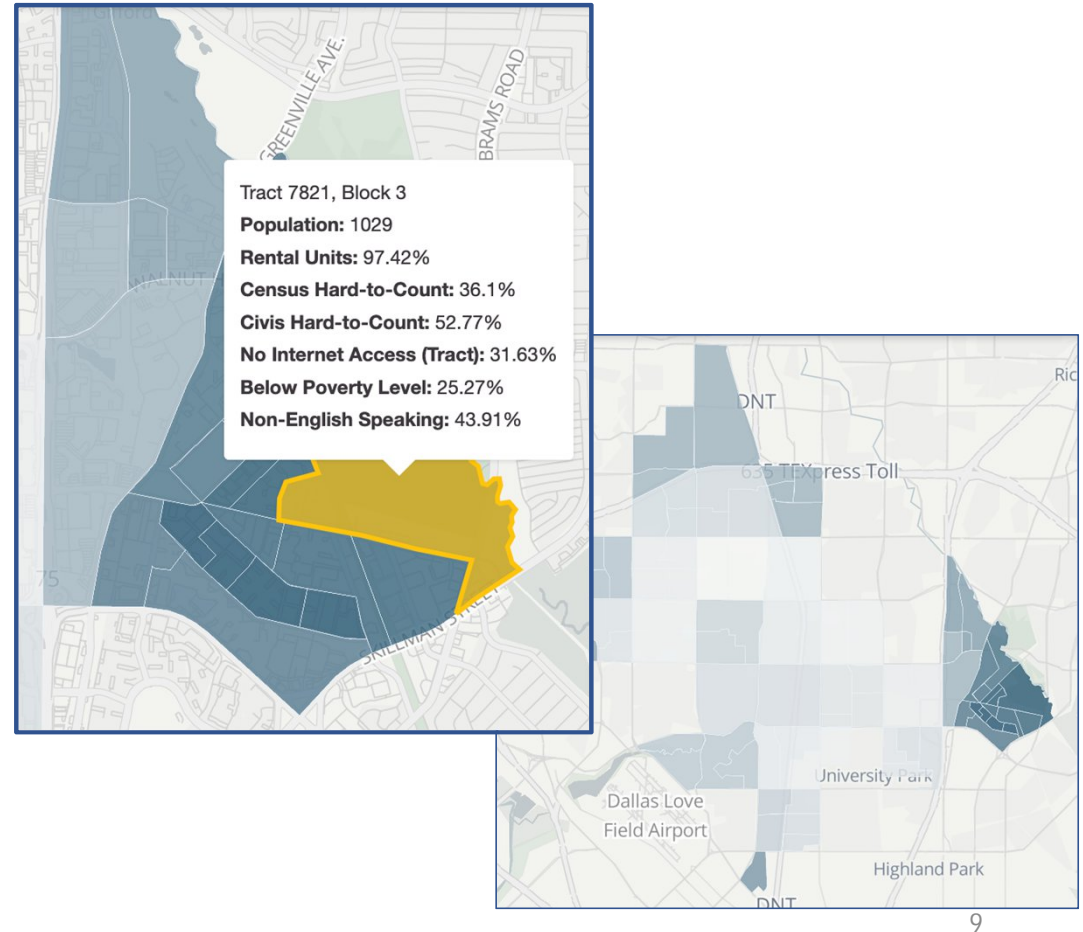 GREENVILLE AVE.
BRAMS ROAD
Tract 7821, Block 3
Population: 1029
Rental Units: 97.42%
Census Hard-to-Count: 36.1%
Civis Hard-to-Count: 52.77%
No Internet Access (Tract): 31.63%
Below Poverty Level: 25.27%
Non-English Speaking: 43.91%
WALNUT
75
SKILLMAN STREET
Ric
DNT
635 TEXpress Toll
University Park
Dallas Love
Field Airport
Highland Park
DNT
9